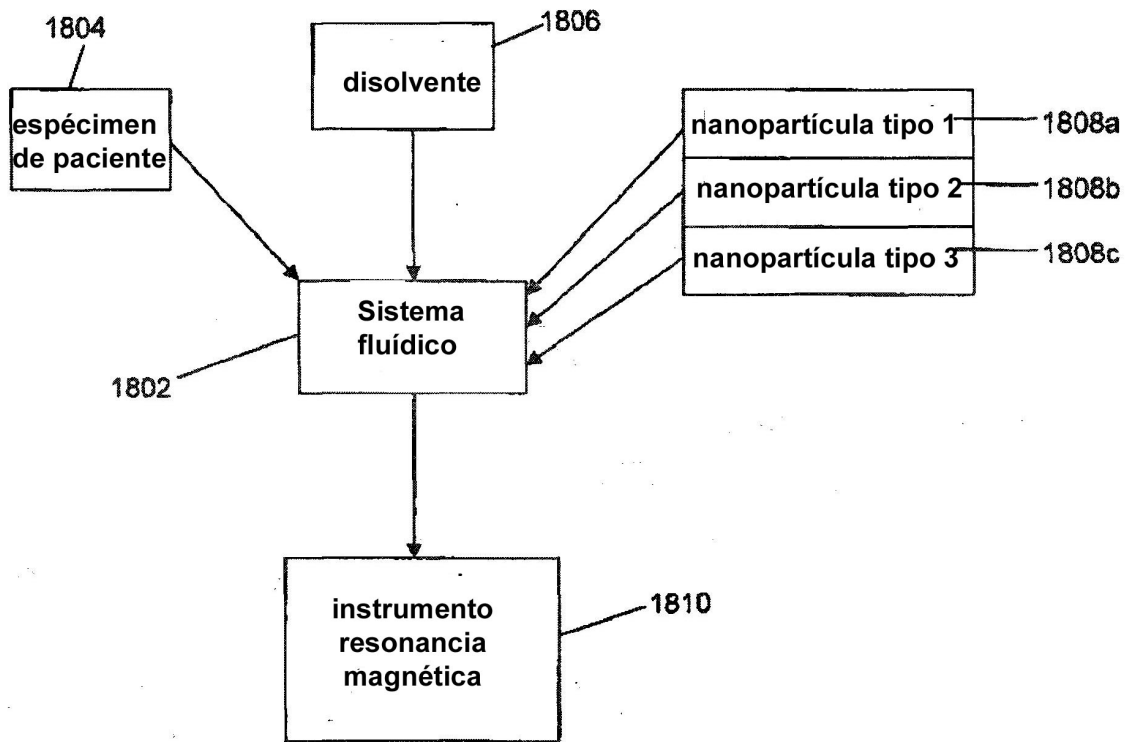 1804
1806
disolvente
espécimen
de paciente
nanopartícula tipo 1
1808a
nanopartícula tipo 2
1808b
nanopartícula tipo 3
1808c
Sistema
fluídico
1802
instrumento
resonancia
magnética
1810